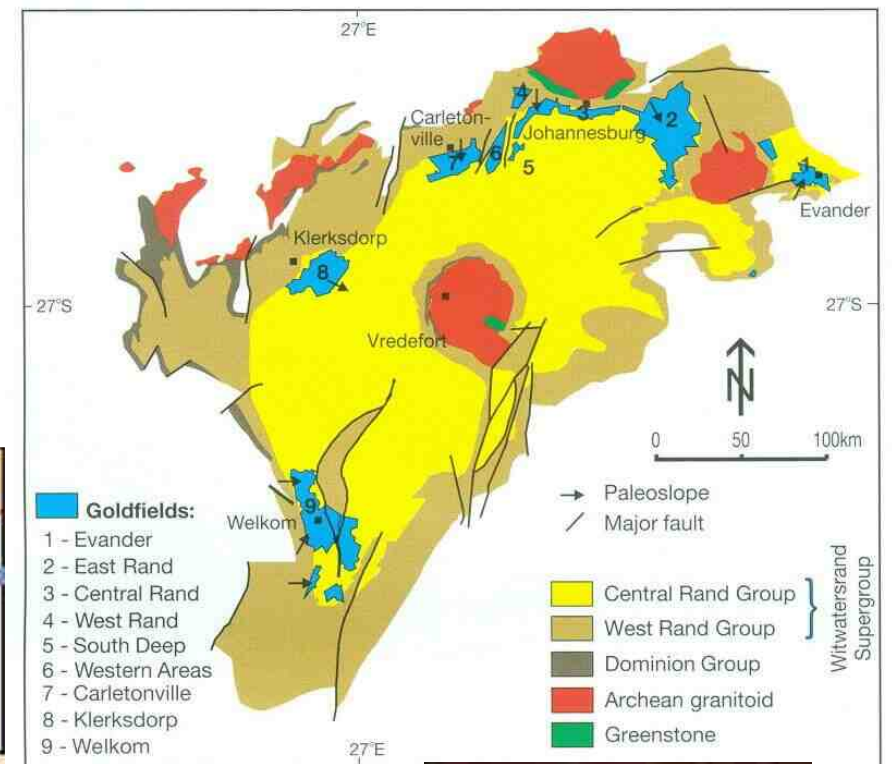 27°E
4
Carleton-
ville
3
2
Johannesburg
7
6
5
1
Evander
Klerksdorp
8
27°S
27°S
Vredefort
N
0 50 100km
9
Welkom
Goldfields:
1 - Evander
2 - East Rand
3 - Central Rand
4 - West Rand
5 - South Deep
6 - Western Areas
7 - Carletonville
8 - Klerksdorp
9 - Welkom
Paleoslope
Major fault
Central Rand Group
West Rand Group
Witwatersrand
Supergroup
Dominion Group
Archean granitoid
Greenstone
27°E